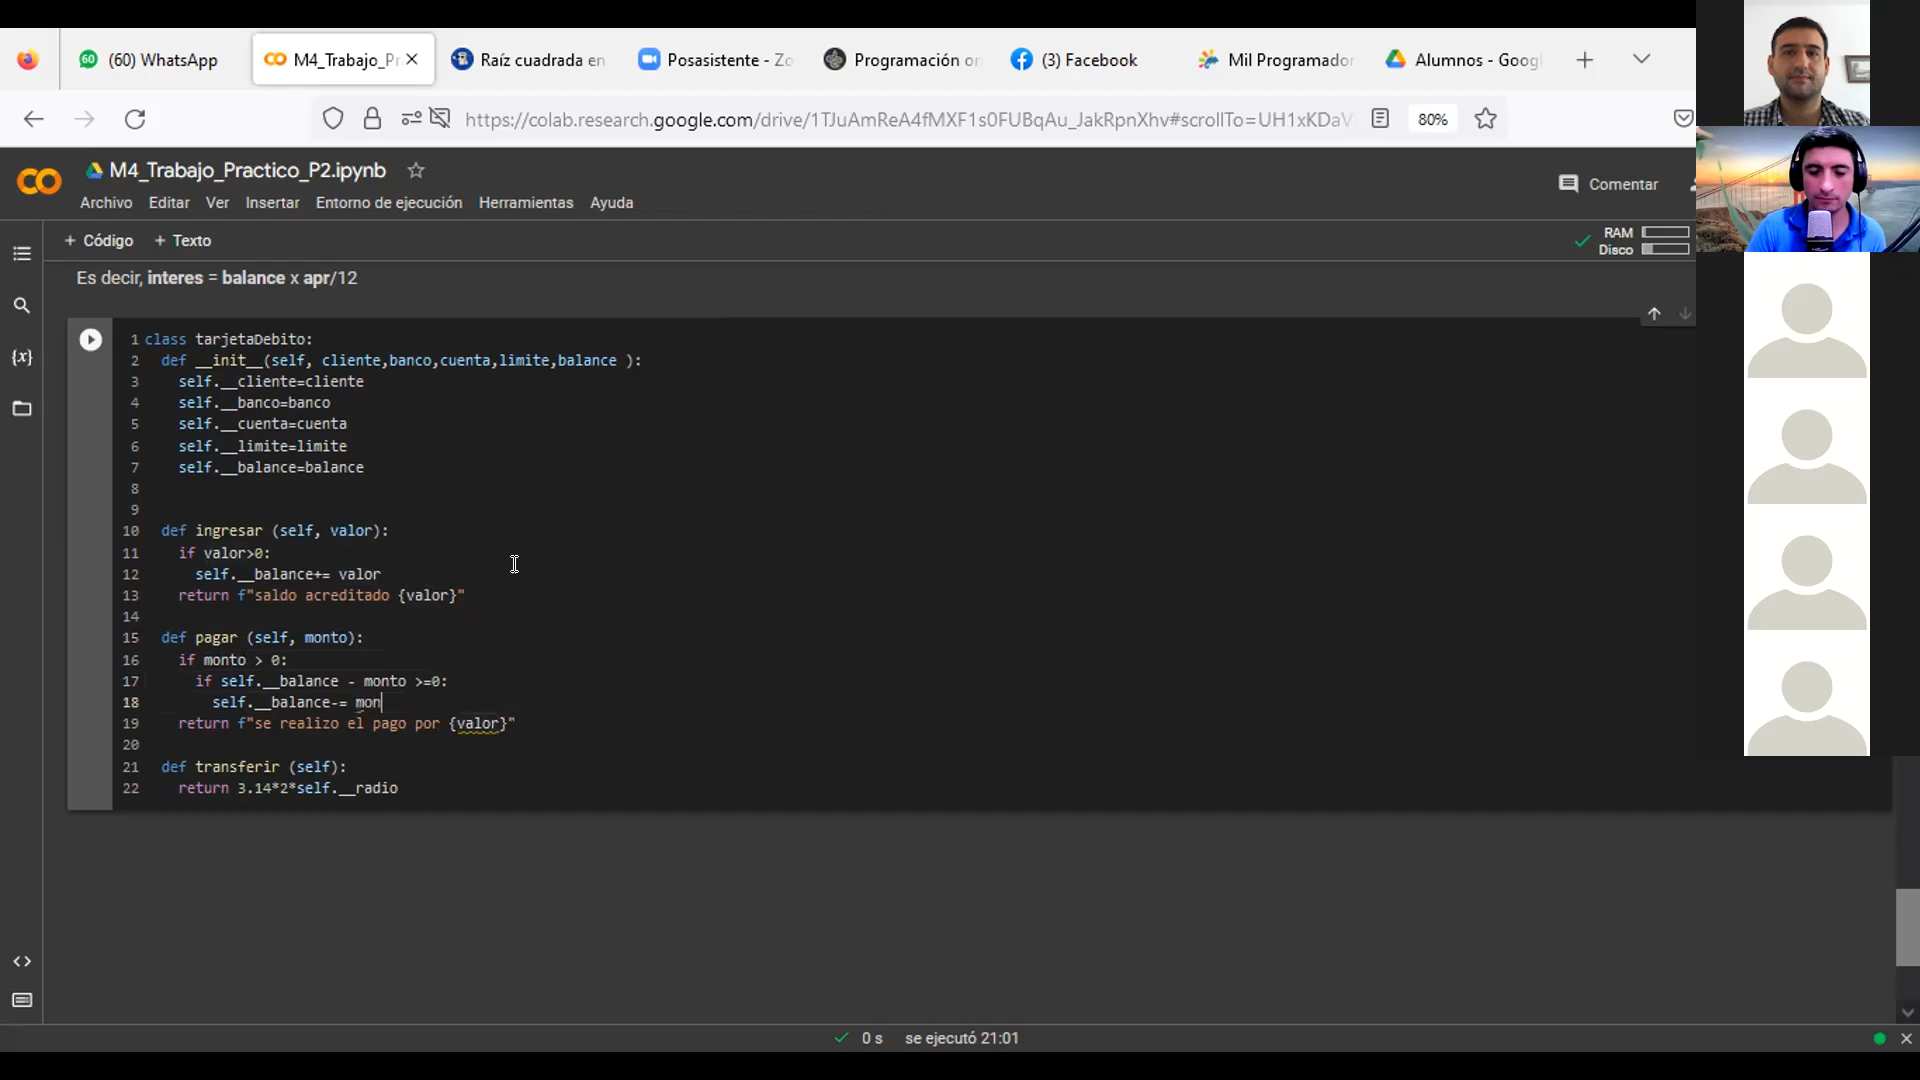 (60) WhatsApp
M4_Trabajo_Pr
Raíz cuadrada en
Posasistente - Zo
Programación or
(3) Facebook
Mil Programador
Alumnos - Googl
https://colab.research.google.com/drive/1TJuAmReA4fMXF1s0FUBqAu_JakRpnXhv#scrollTo=UH1xKDaV
80%
M4_Trabajo_Practico_P2.ipynb
Comentar
Archivo Editar Ver Insertar Entorno de ejecución Herramientas Ayuda
+ Código + Texto
RAM
Disco
Es decir, interes = balance x apr/12
1 class tarjetaDebito:
2 def __init__(self, cliente,banco,cuenta,limite,balance ):
3 self.__cliente=cliente
4 self.__banco=banco
5 self.__cuenta=cuenta
6 self.__limite=limite
7 self.__balance=balance
8
9
10 def ingresar (self, valor):
11 if valor>0:
12 self.__balance+= valor
13 return f"saldo acreditado {valor}"
14
15 def pagar (self, monto):
16 if monto > 0:
17 if self.__balance - monto >=0:
18 self.__balance-= mon
19 return f"se realizo el pago por {valor}"
20
21 def transferir (self):
22 return 3.14*2*self.__radio
0 s se ejecutó 21:01